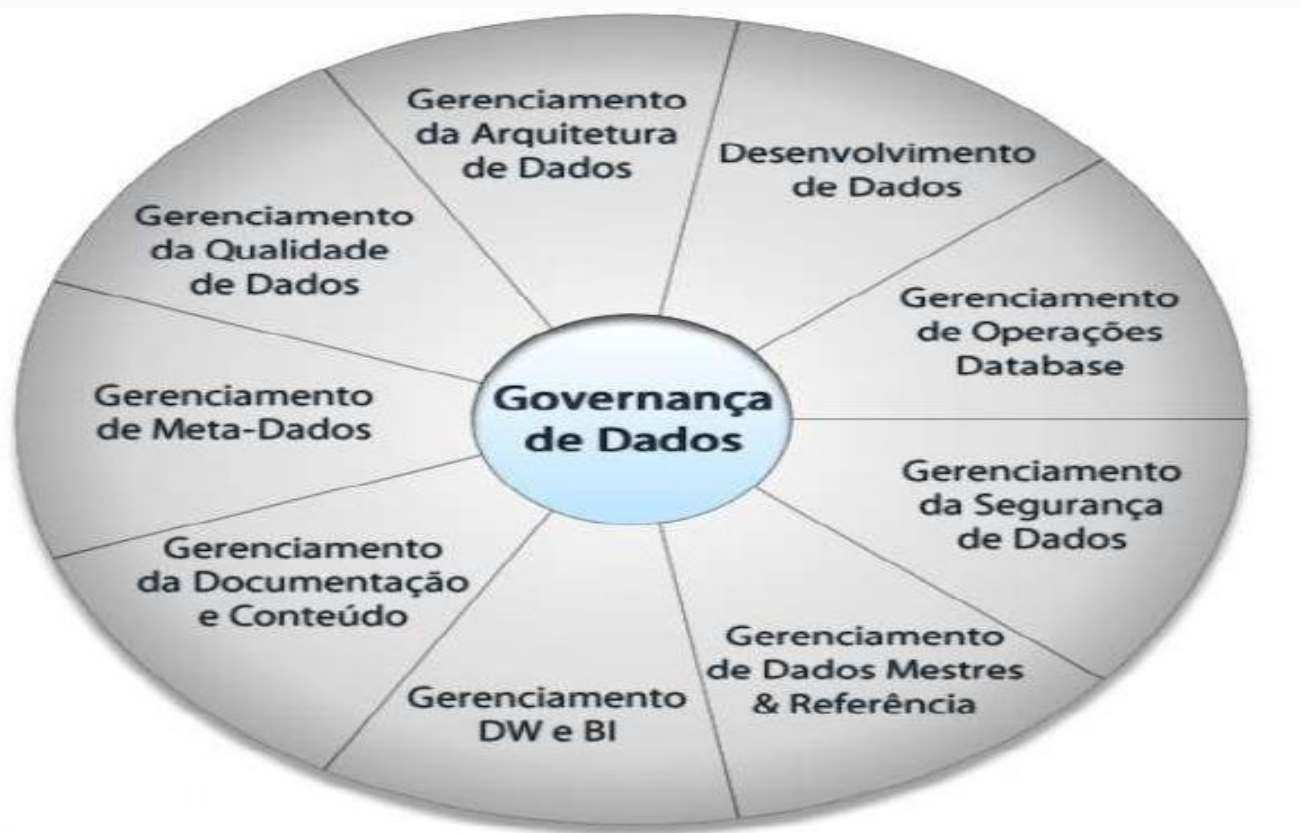 Gerenciamento
da Arquitetura
de Dados
Desenvolvimento
de Dados
Gerenciamento
de Operações
Database
Gerenciamento
da Segurança
de Dados
Gerenciamento
de Dados Mestres
& Referência
Gerenciamento
DW e BI
Gerenciamento
da Documentação
e Conteúdo
Gerenciamento
de Meta-Dados
Gerenciamento
da Qualidade
de Dados
Governança
de Dados